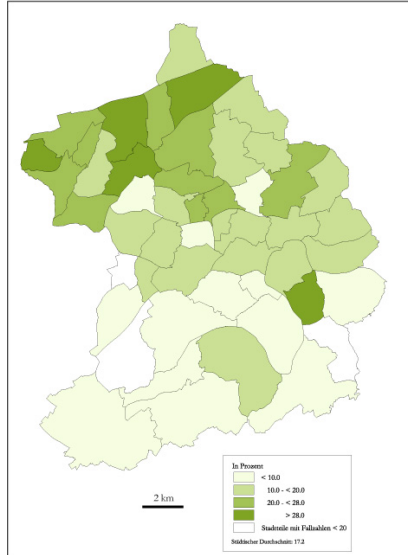 In Prozent
< 10.0
10.0 - < 20.0
20.0 - < 28.0
> 28.0
Stadtteile mit Fallzahlen < 20
Städtischer Durchschnitt: 17.2
2 km